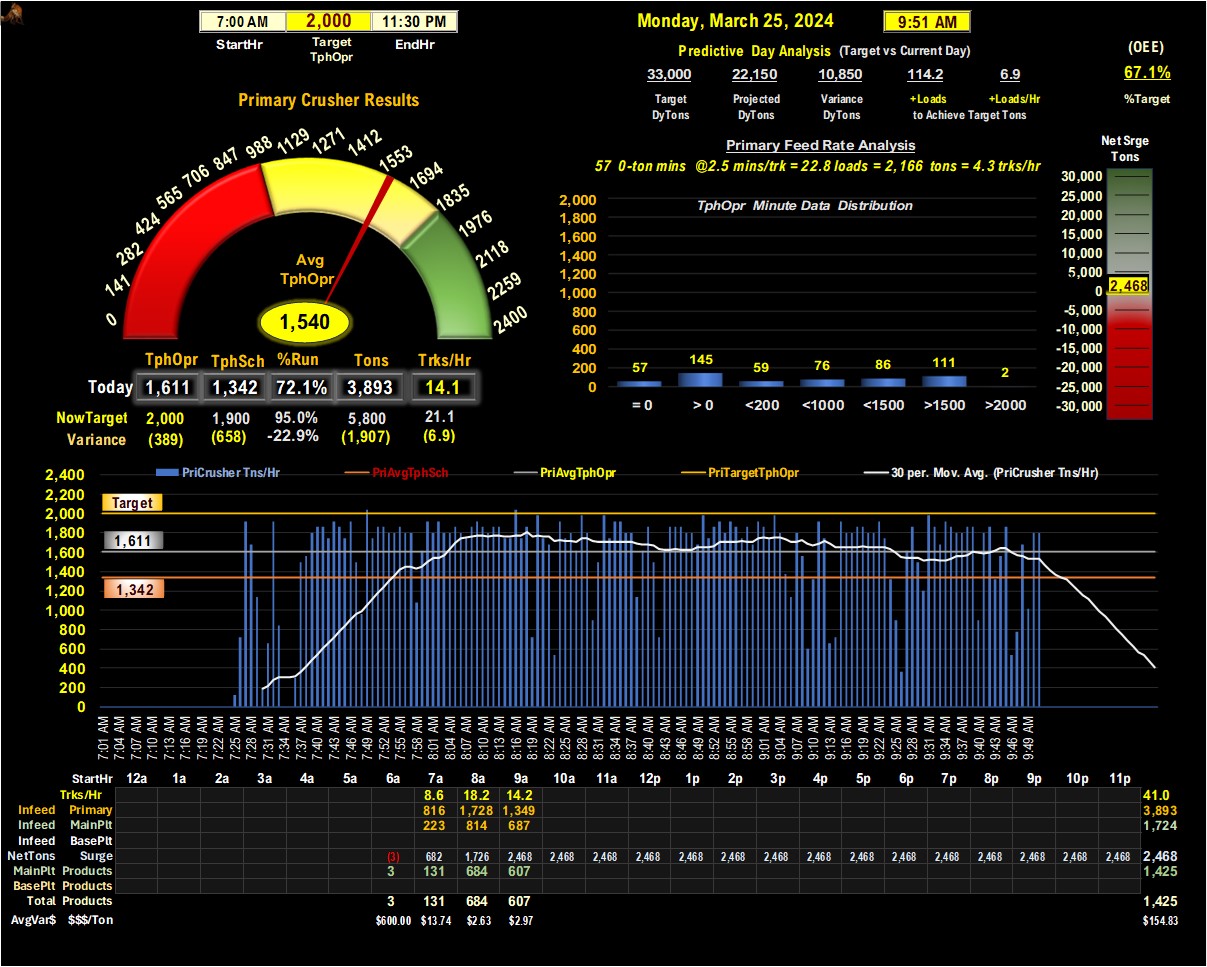 7:00 AM 2,000 11:30 PM
StartHr Target TphOpr EndHr
Monday, March 25, 2024 9:51 AM
Predictive Day Analysis (Target vs Current Day)
33,000 22,150 10,850 114.2 6.9
Target DyTons Projected DyTons Variance DyTons +Loads +Loads/Hr
to Achieve Target Tons
(OEE)
67.1%
%Target
Primary Crusher Results
0 141 282 424 565 706 847 988 1129 1271 1412 1553 1694 1835 1976 2118 2259 2400
Avg
TphOpr
1,540
TphOpr TphSch %Run Tons Trks/Hr
Today 1,611 1,342 72.1% 3,893 14.1
NowTarget 2,000 1,900 95.0% 5,800 21.1
Variance (389) (658) -22.9% (1,907) (6.9)
Primary Feed Rate Analysis
57 0-ton mins @2.5 mins/trk = 22.8 loads = 2,166 tons = 4.3 trks/hr
TphOpr Minute Data Distribution
2,000
1,800
1,600
1,400
1,200
1,000
800
600
400
200
0
57 145 59 76 86 111 2
= 0 > 0 <200 <1000 <1500 >1500 >2000
Net Srge
Tons
30,000
25,000
20,000
15,000
10,000
5,000
0
-5,000
-10,000
-15,000
-20,000
-25,000
-30,000
2,468
PriCrusher Tns/Hr PriAvgTphSch PriAvgTphOpr PriTargetTphOpr 30 per. Mov. Avg. (PriCrusher Tns/Hr)
2,400
2,200
2,000
1,800
1,600
1,400
1,200
1,000
800
600
400
200
0
Target
1,611
1,342
7:01 AM 7:04 AM 7:07 AM 7:10 AM 7:13 AM 7:16 AM 7:19 AM 7:22 AM 7:25 AM 7:28 AM 7:31 AM 7:34 AM 7:37 AM 7:40 AM 7:43 AM 7:46 AM 7:49 AM 7:52 AM 7:55 AM 7:58 AM 8:01 AM 8:04 AM 8:07 AM 8:10 AM 8:13 AM 8:16 AM 8:19 AM 8:22 AM 8:25 AM 8:28 AM 8:31 AM 8:34 AM 8:37 AM 8:40 AM 8:43 AM 8:46 AM 8:49 AM 8:52 AM 8:55 AM 8:58 AM 9:01 AM 9:04 AM 9:07 AM 9:10 AM 9:13 AM 9:16 AM 9:19 AM 9:22 AM 9:25 AM 9:28 AM 9:31 AM 9:34 AM 9:37 AM 9:40 AM 9:43 AM 9:46 AM 9:49 AM
StartHr 12a 1a 2a 3a 4a 5a 6a 7a 8a 9a 10a 11a 12p 1p 2p 3p 4p 5p 6p 7p 8p 9p 10p 11p
Trks/Hr 8.6 18.2 14.2 41.0
Infeed Primary 816 1,728 1,349 3,893
Infeed MainPlt 223 814 687 1,724
Infeed BasePlt
NetTons Surge (3) 682 1,726 2,468 2,468 2,468 2,468 2,468 2,468 2,468 2,468 2,468 2,468 2,468 2,468 2,468 2,468 2,468 2,468
MainPlt Products 3 131 684 607 1,425
BasePlt Products
Total Products 3 131 684 607 1,425
AvgVar$ $$$/Ton $600.00 $13.74 $2.63 $2.97 $154.83